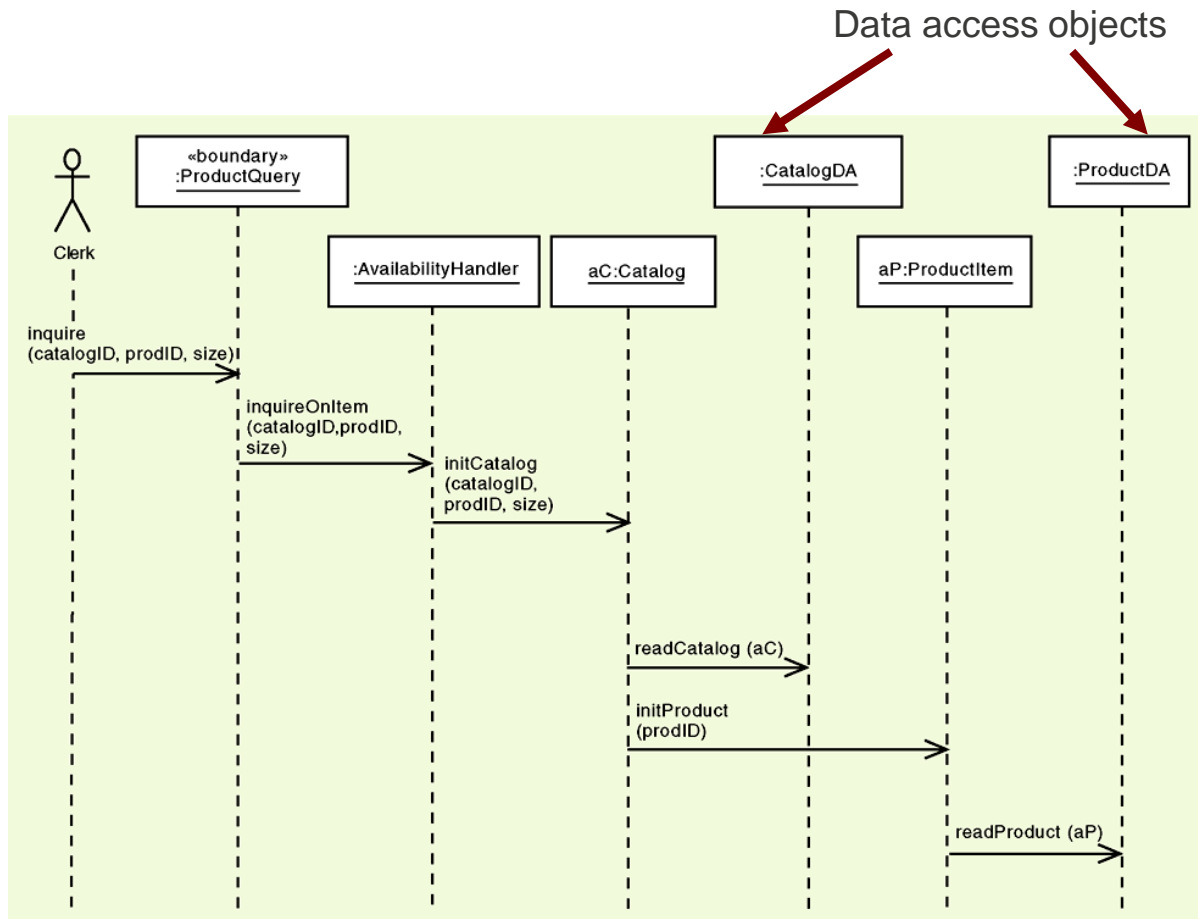 Data access objects
«boundary»
:ProductQuery
:CatalogDA
:ProductDA
Clerk
:AvailabilityHandler
aC:Catalog
aP:ProductItem
inquire
(catalogID, prodID, size)
inquireOnItem
(catalogID,prodID,
size)
initCatalog
(catalogID,
prodID, size)
readCatalog (aC)
initProduct
(prodID)
readProduct (aP)